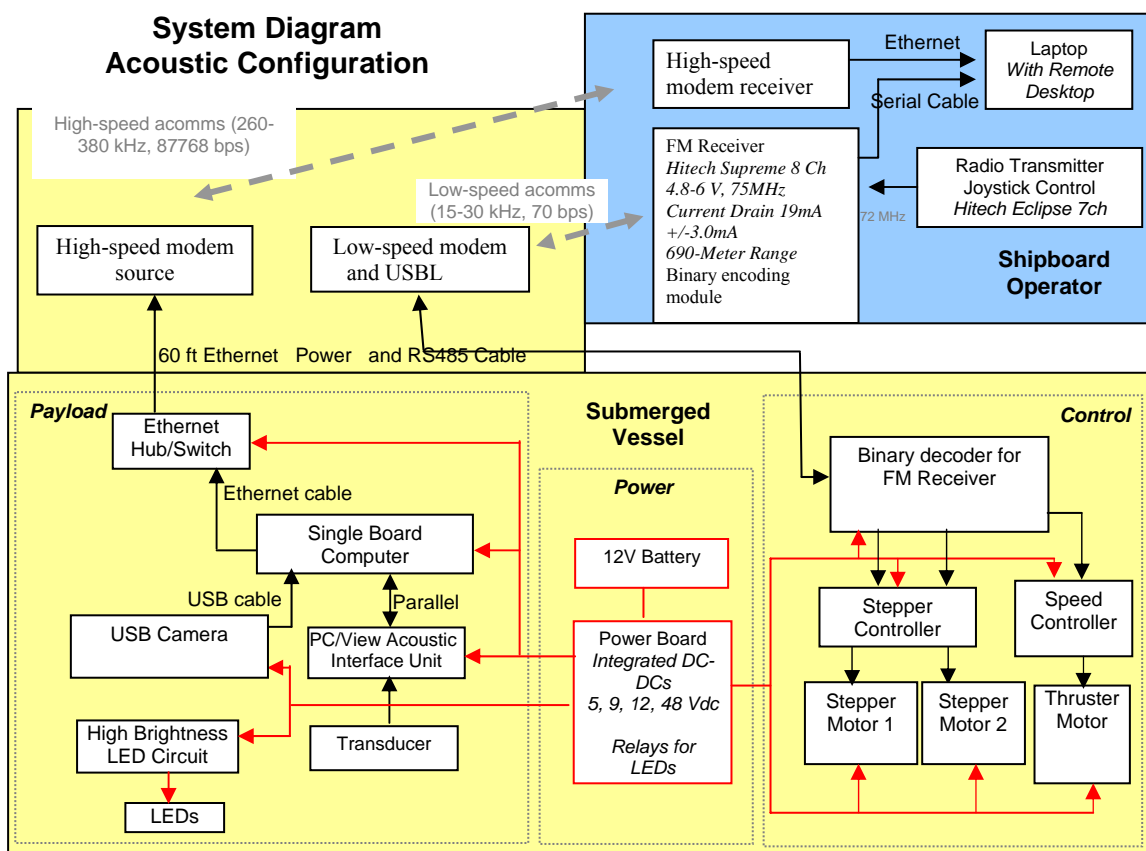 System Diagram
Acoustic Configuration
High-speed acomms (260-
380 kHz, 87768 bps)
Low-speed acomms
(15-30 kHz, 70 bps)
High-speed
modem receiver
Ethernet
Serial Cable
Laptop
With Remote
Desktop
FM Receiver
Hitech Supreme 8 Ch
4.8-6 V, 75MHz
Current Drain 19mA
+/-3.0mA
690-Meter Range
Binary encoding
module
72 MHz
Radio Transmitter
Joystick Control
Hitech Eclipse 7ch
Shipboard
Operator
High-speed modem
source
Low-speed modem
and USBL
60 ft Ethernet Power and RS485 Cable
Payload
Ethernet
Hub/Switch
Ethernet cable
Single Board
Computer
USB cable
Parallel
USB Camera
PC/View Acoustic
Interface Unit
High Brightness
LED Circuit
Transducer
LEDs
Submerged
Vessel
Power
12V Battery
Power Board
Integrated DC-
DCs
5, 9, 12, 48 Vdc
Relays for
LEDs
Control
Binary decoder for
FM Receiver
Stepper
Controller
Speed
Controller
Stepper
Motor 1
Stepper
Motor 2
Thruster
Motor